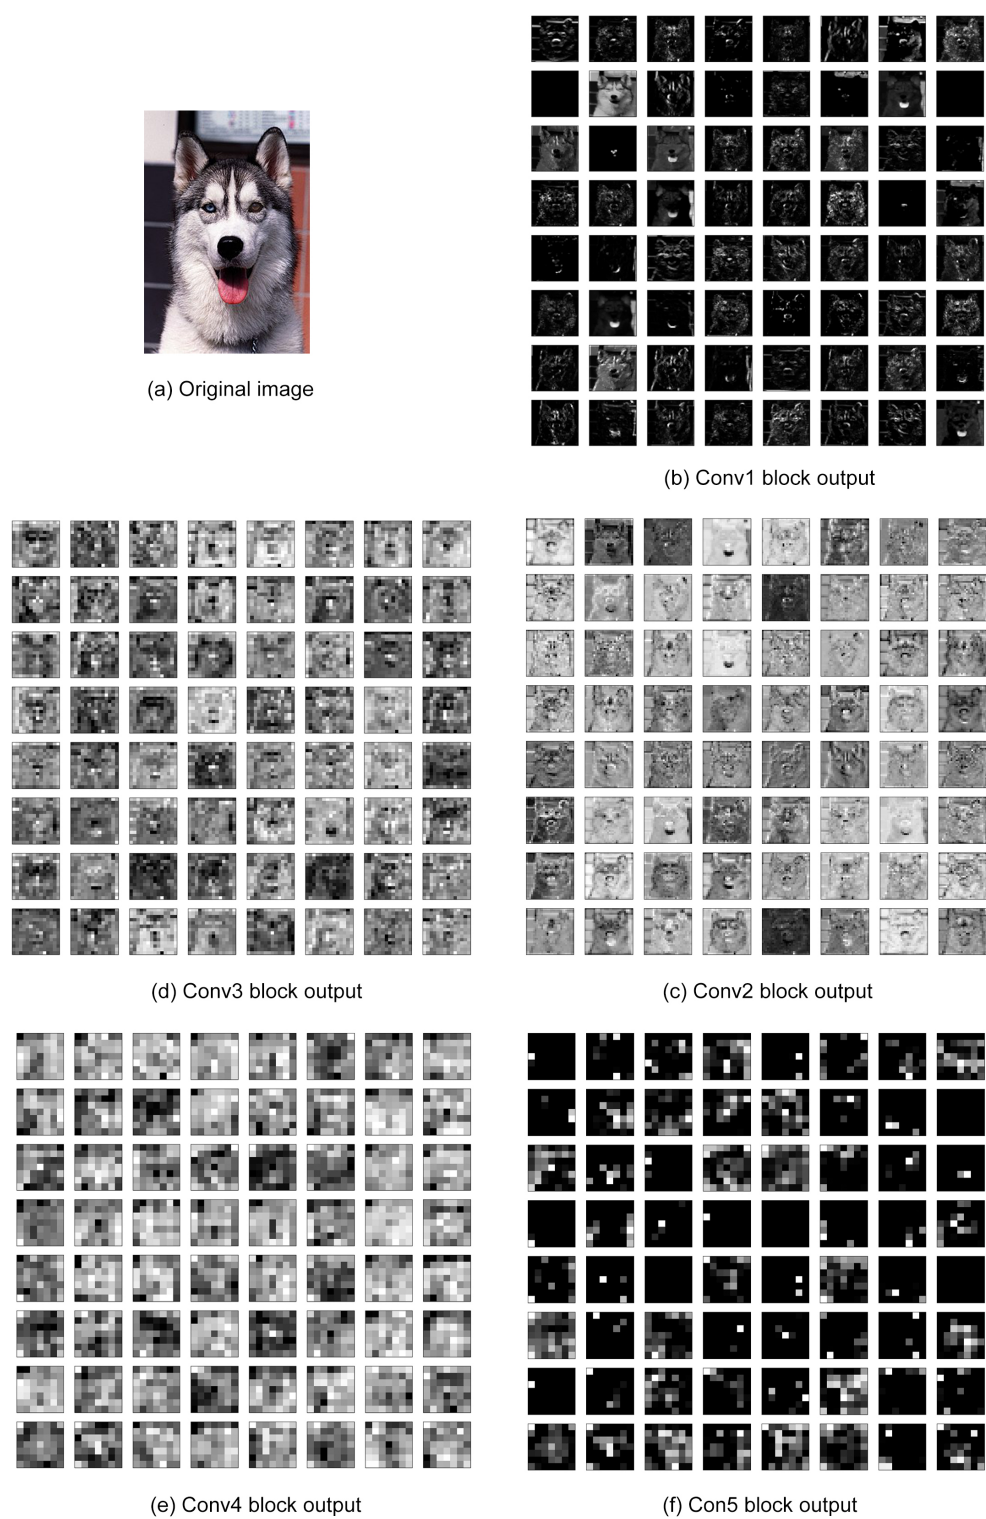 (a) Original image
(b) Conv1 block output
(d) Conv3 block output
(c) Conv2 block output
(e) Conv4 block output
(f) Con5 block output